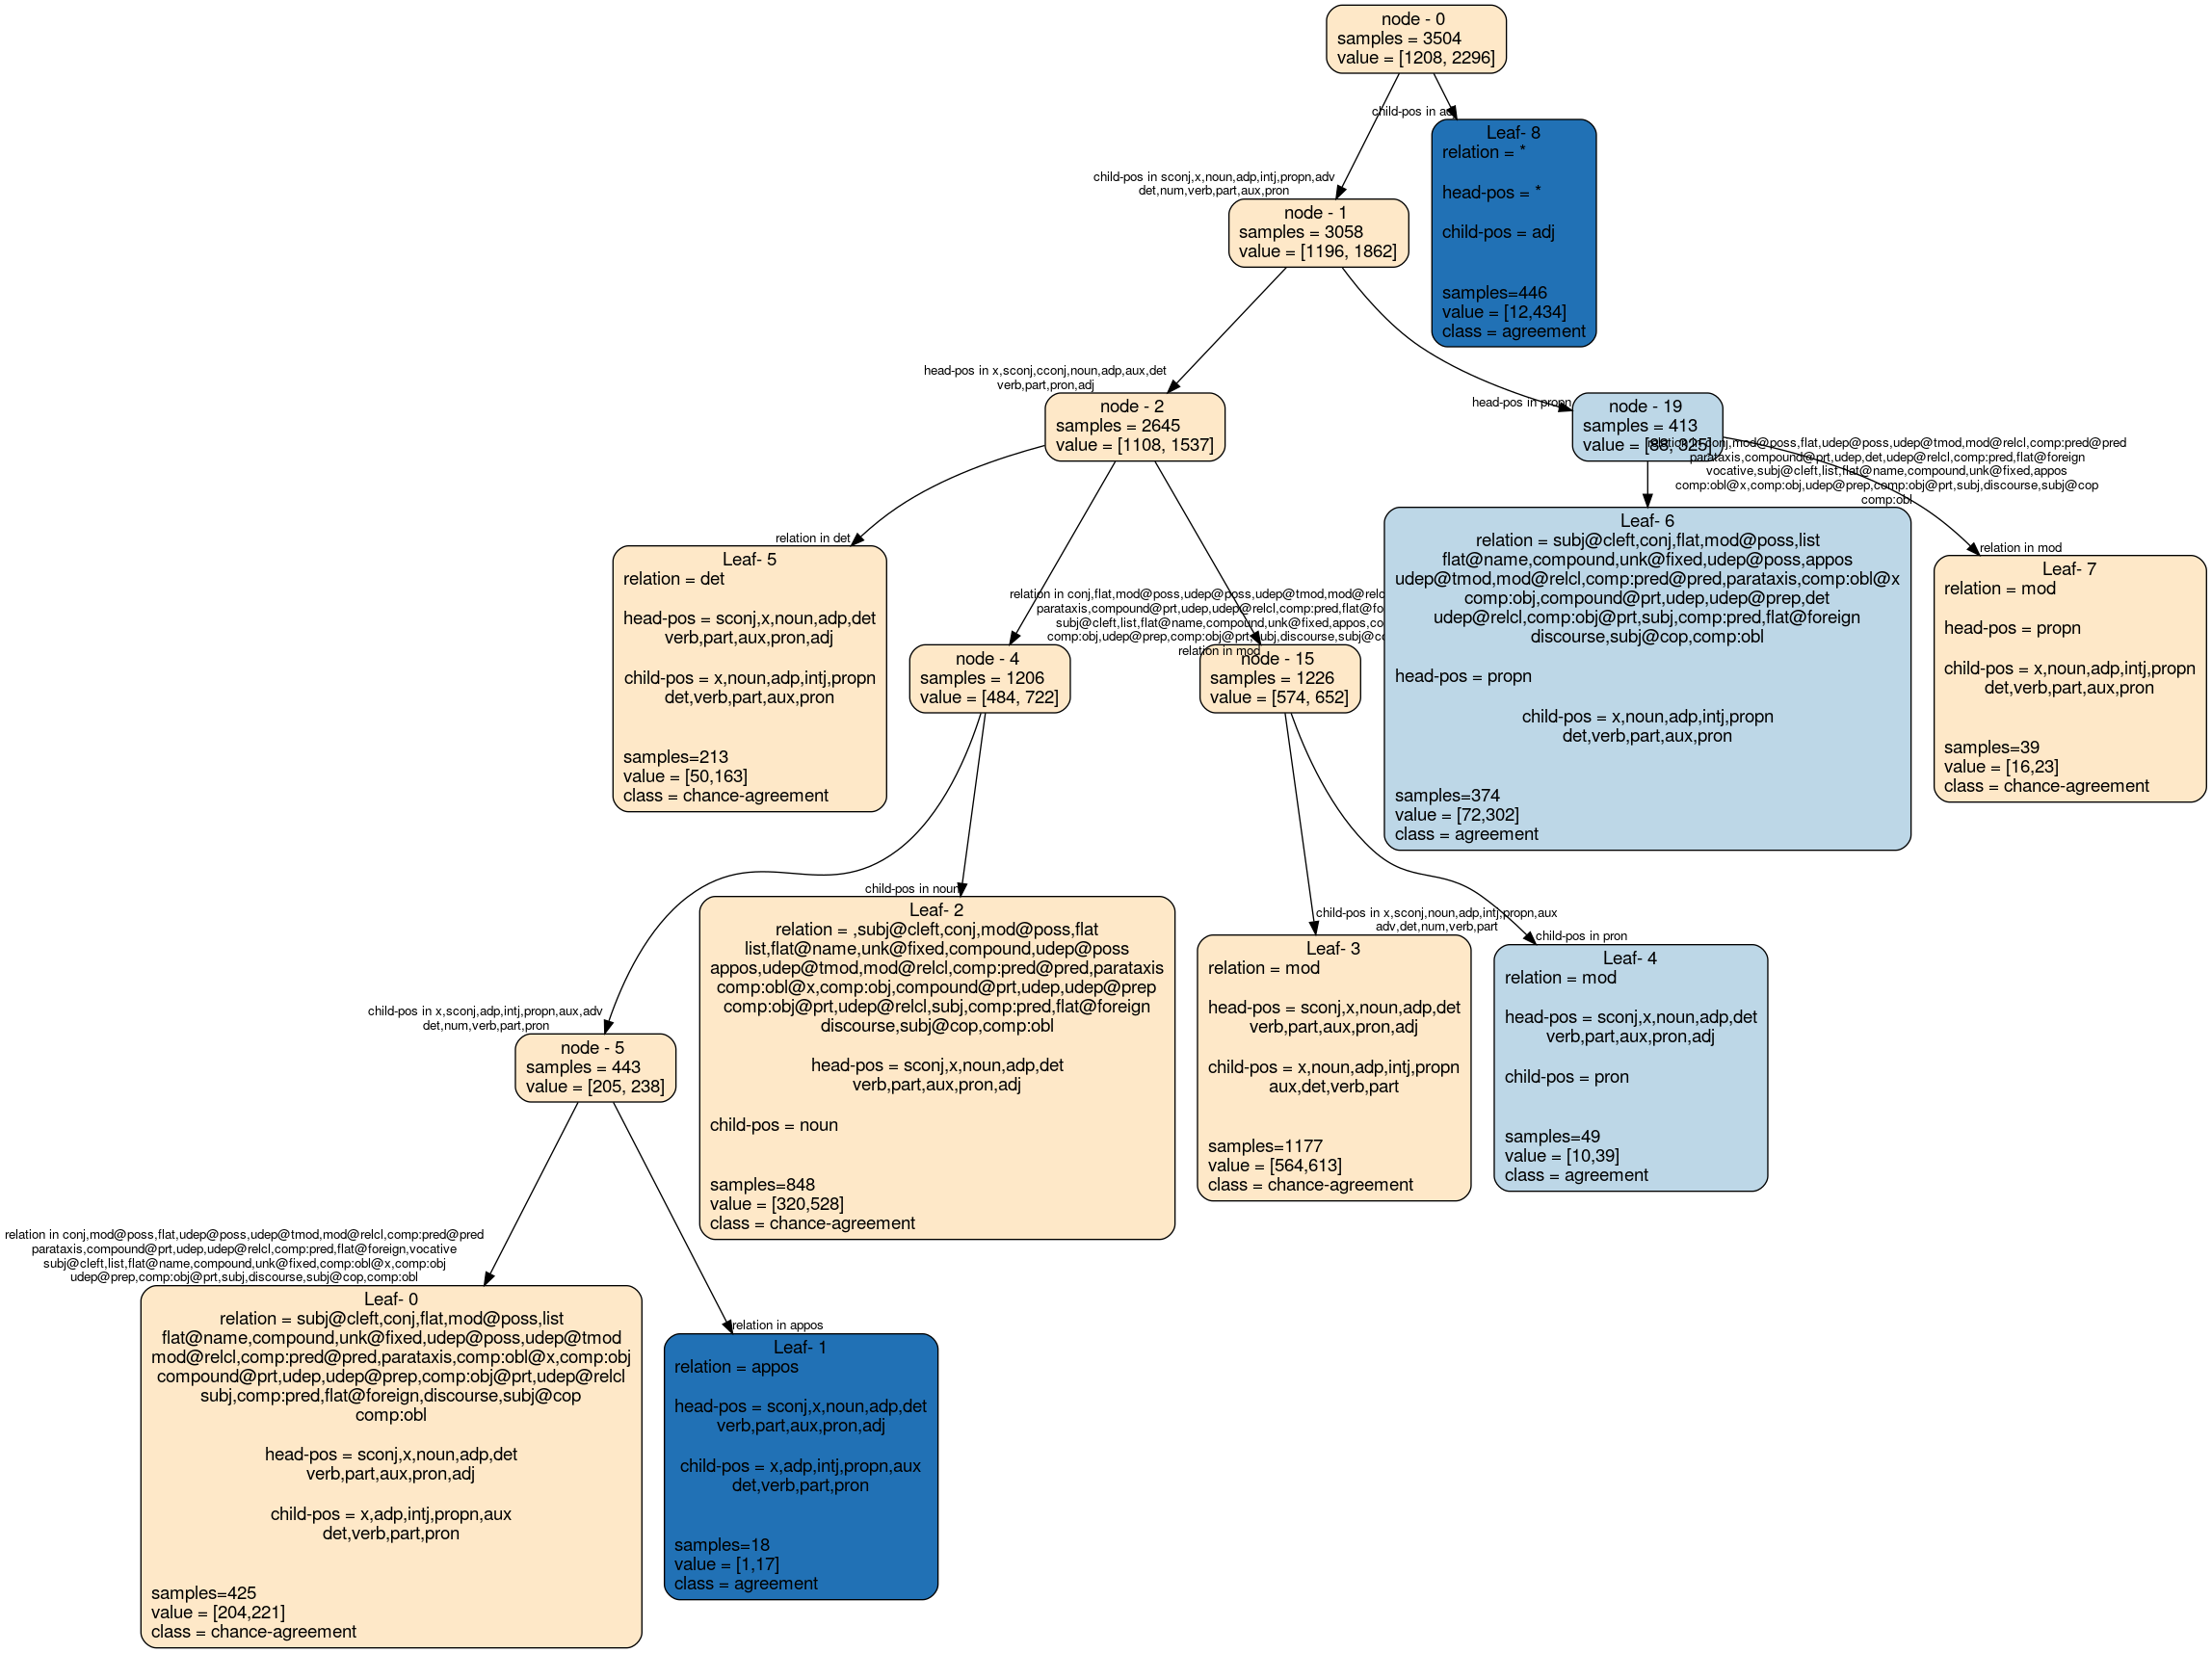 node - 0
samples = 3504
value = [1208, 2296]
child-pos in
Leaf- 8
relation = *
head-pos = *
child-pos = adj
samples=446
value = [12,434]
class = agreement
child-pos in sconj,x,noun,adp,intj,propn,adv
det,num,verb,part,aux,pron
node - 1
samples = 3058
value = [1196, 1862]
head-pos in x,sconj,cconj,noun,adp,aux,det
verb,part,pron,adj
node - 2
samples = 2645
value = [1108, 1537]
head-pos in propn
node - 19
samples = 413
value = [88, 325]
relation in conj,mod@poss,flat,udep@poss,udep@tmod,mod@relcl,comp:pred@pred
parataxis,compound@prt,udep,det,udep@relcl,comp:pred,flat@foreign
vocative,subj@cleft,list,flat@name,compound,unk@fixed,appos
comp:obl@x,comp:obj,udep@prep,comp:obj@prt,subj,discourse,subj@cop
comp:obl
relation in det
Leaf- 5
relation = det
head-pos = sconj,x,noun,adp,det
verb,part,aux,pron,adj
child-pos = x,noun,adp,intj,propn
det,verb,part,aux,pron
samples=213
value = [50,163]
class = chance-agreement
relation in conj,flat,mod@poss,udep@poss,udep@tmod,mod@relc
parataxis,compound@prt,udep,udep@relcl,comp:pred,flat@fo
subj@cleft,list,flat@name,compound,unk@fixed,appos,co
comp:obj,udep@prep,comp:obj@prt,subj,discourse,subj@c
node - 4
samples = 1206
value = [484, 722]
relation in mod
node - 15
samples = 1226
value = [574, 652]
Leaf- 6
relation = subj@cleft,conj,flat,mod@poss,list
flat@name,compound,unk@fixed,udep@poss,appos
udep@tmod,mod@relcl,comp:pred@pred,parataxis,comp:obl@x
comp:obj,compound@prt,udep,udep@prep,det
udep@relcl,comp:obj@prt,subj,comp:pred,flat@foreign
discourse,subj@cop,comp:obl
head-pos = propn
child-pos = x,noun,adp,intj,propn
det,verb,part,aux,pron
samples=374
value = [72,302]
class = agreement
relation in mod
Leaf- 7
relation = mod
head-pos = propn
child-pos = x,noun,adp,intj,propn
det,verb,part,aux,pron
samples=39
value = [16,23]
class = chance-agreement
child-pos in x,sconj,adp,intj,propn,aux,adv
det,num,verb,part,pron
node - 5
samples = 443
value = [205, 238]
child-pos in noun
Leaf- 2
relation = ,subj@cleft,conj,mod@poss,flat
list,flat@name,unk@fixed,compound,udep@poss
appos,udep@tmod,mod@relcl,comp:pred@pred,parataxis
comp:obl@x,comp:obj,compound@prt,udep,udep@prep
comp:obj@prt,udep@relcl,subj,comp:pred,flat@foreign
discourse,subj@cop,comp:obl
head-pos = sconj,x,noun,adp,det
verb,part,aux,pron,adj
child-pos = noun
samples=848
value = [320,528]
class = chance-agreement
child-pos in x,sconj,noun,adp,intj,propn,aux
adv,det,num,verb,part
Leaf- 3
relation = mod
head-pos = sconj,x,noun,adp,det
verb,part,aux,pron,adj
child-pos = x,noun,adp,intj,propn
aux,det,verb,part
samples=1177
value = [564,613]
class = chance-agreement
child-pos in pron
Leaf- 4
relation = mod
head-pos = sconj,x,noun,adp,det
verb,part,aux,pron,adj
child-pos = pron
samples=49
value = [10,39]
class = agreement
relation in conj,mod@poss,flat,udep@poss,udep@tmod,mod@relcl,comp:pred@pred
parataxis,compound@prt,udep,udep@relcl,comp:pred,flat@foreign,vocative
subj@cleft,list,flat@name,compound,unk@fixed,comp:obl@x,comp:obj
udep@prep,comp:obj@prt,subj,discourse,subj@cop,comp:obl
Leaf- 0
relation = subj@cleft,conj,flat,mod@poss,list
flat@name,compound,unk@fixed,udep@poss,udep@tmod
mod@relcl,comp:pred@pred,parataxis,comp:obl@x,comp:obj
compound@prt,udep,udep@prep,comp:obj@prt,udep@relcl
subj,comp:pred,flat@foreign,discourse,subj@cop
comp:obl
head-pos = sconj,x,noun,adp,det
verb,part,aux,pron,adj
child-pos = x,adp,intj,propn,aux
det,verb,part,pron
samples=425
value = [204,221]
class = chance-agreement
relation in appos
Leaf- 1
relation = appos
head-pos = sconj,x,noun,adp,det
verb,part,aux,pron,adj
child-pos = x,adp,intj,propn,aux
det,verb,part,pron
samples=18
value = [1,17]
class = agreement